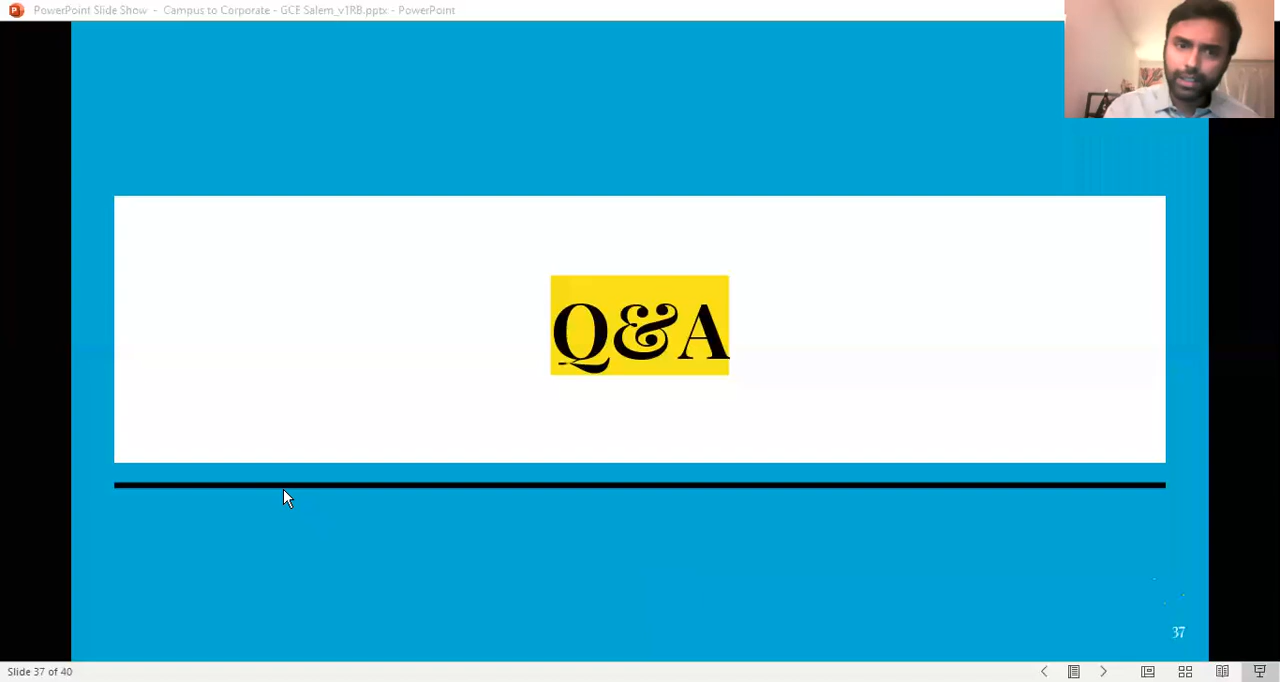 PowerPoint Slide Show - Campus to Corporate - GCE Salem_v1RB.pptx - PowerPoint
Q&A
37
Slide 37 of 40